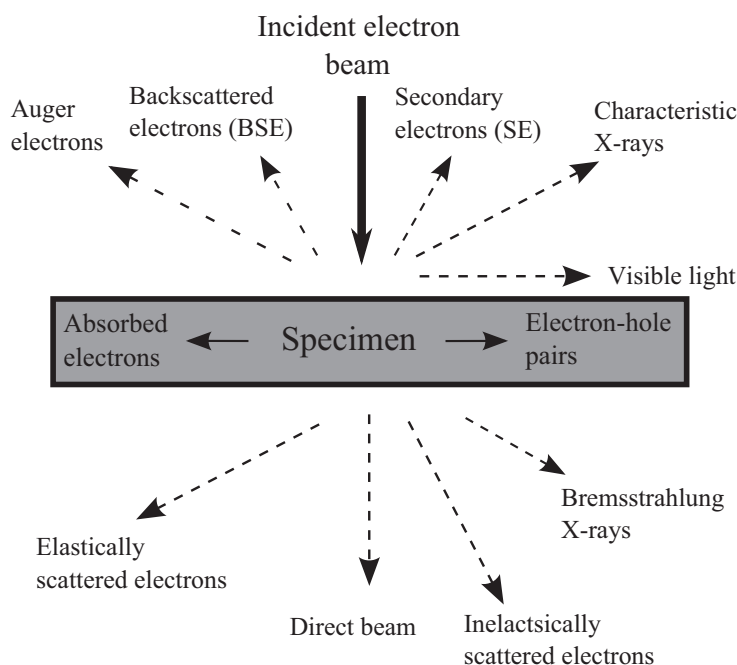 Incident electron
beam
Auger
electrons
Backscattered
electrons (BSE)
Secondary
electrons (SE)
Characteristic
X-rays
Visible light
Absorbed
electrons
Specimen
Electron-hole
pairs
Elastically
scattered electrons
Direct beam
Inelactsically
scattered electrons
Bremsstrahlung
X-rays